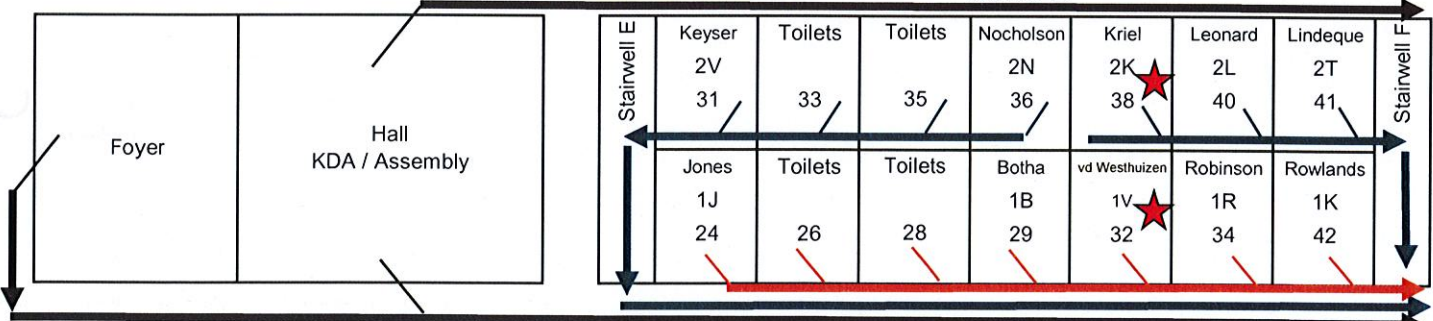 Foyer
Hall
KDA / Assembly
Stairwell E
Keyser
2V
31
Toilets
33
Toilets
35
Nocholson
2N
36
Kriel
2K
38
Leonard
2L
40
Lindeque
2T
41
Stairwell F
Jones
1J
24
Toilets
26
Toilets
28
Botha
1B
29
vd Westhuizen
1V
32
Robinson
1R
34
Rowlands
1K
42